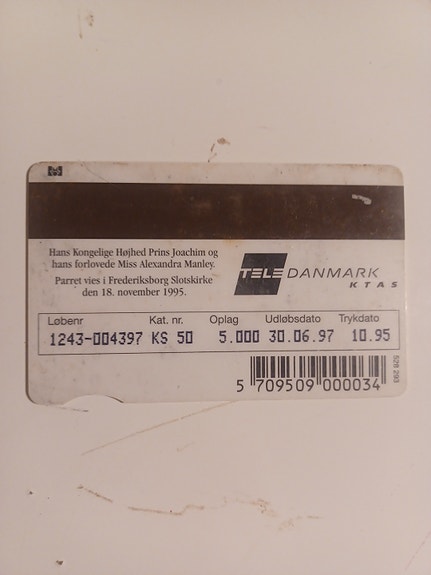 Hans Kongelige Højhed Prins Joachim og
hans forlovede Miss Alexandra Manley.
Parret vies i Frederiksborg Slotskirke
den 18. november 1995.
TELE DANMARK
KTAS
Løbenr Kat. nr. Oplag Udløbsdato Trykdato
1243-004397 KS 50 5.000 30.06.97 10.95
5 709509 000034
528 293